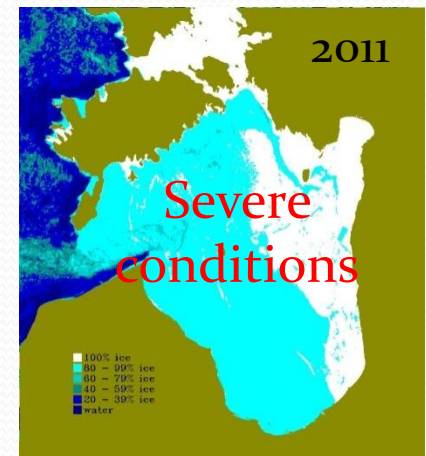 2011
Severe
conditions
100% ice
80 - 99% ice
60 - 79% ice
40 - 59% ice
20 - 39% ice
water